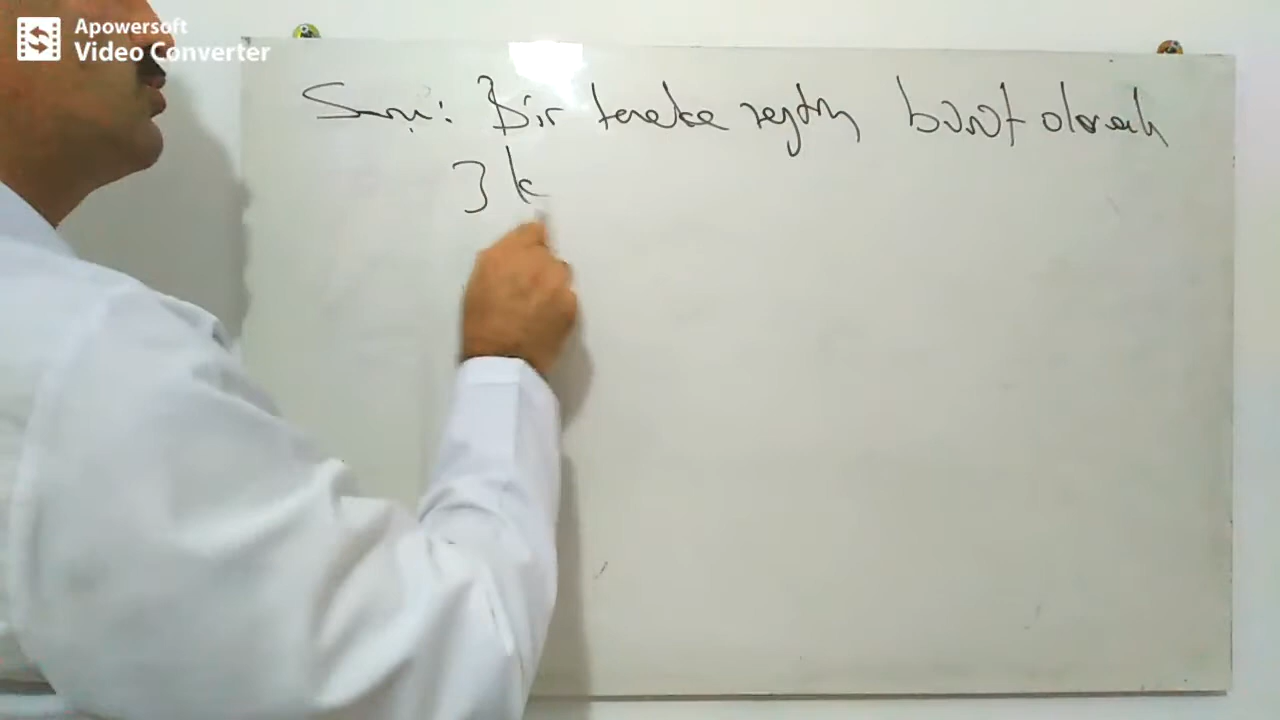 Apowersoft
Video Converter
Soru: Bir teneke zeytin brüt olarak
3 k